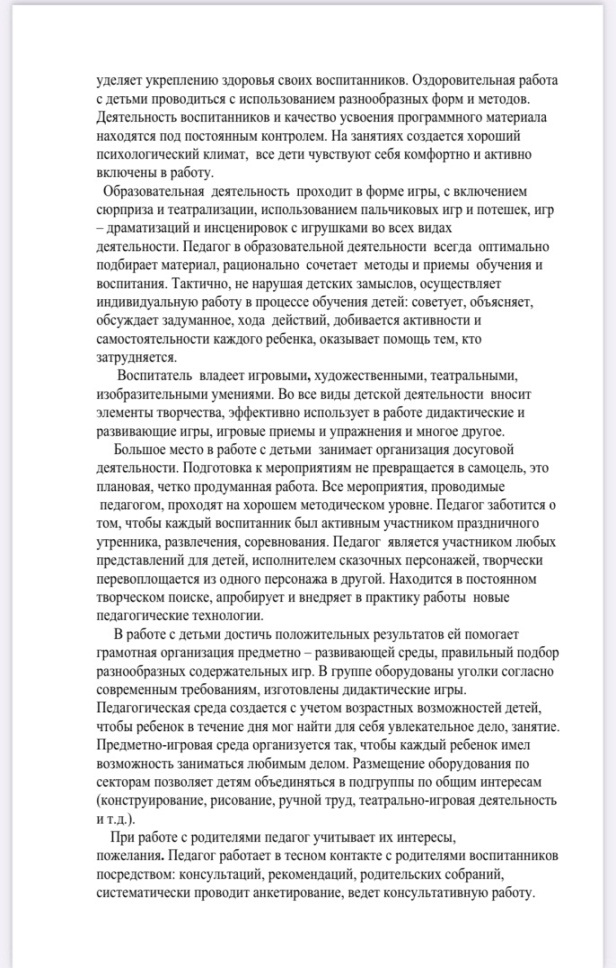 уделяет укреплению здоровья своих воспитанников. Оздоровительная работа
с детьми проводиться с использованием разнообразных форм и методов.
Деятельность воспитанников и качество усвоения программного материала
находятся под постоянным контролем. На занятиях создается хороший
психологический климат, все дети чувствуют себя комфортно и активно
включены в работу.
Образовательная деятельность проходит в форме игры, с включением
сюрприза и театрализации, использованием пальчиковых игр и потешек, игр
– драматизаций и инсценировок с игрушками во всех видах
деятельности. Педагог в образовательной деятельности всегда оптимально
подбирает материал, рационально сочетает методы и приемы обучения и
воспитания. Тактично, не нарушая детских замыслов, осуществляет
индивидуальную работу в процессе обучения детей: советует, объясняет,
обсуждает задуманное, хода действий, добивается активности и
самостоятельности каждого ребенка, оказывает помощь тем, кто
затрудняется.
Воспитатель владеет игровыми, художественными, театральными,
изобразительными умениями. Во все виды детской деятельности вносит
элементы творчества, эффективно использует в работе дидактические и
развивающие игры, игровые приемы и упражнения и многое другое.
Большое место в работе с детьми занимает организация досуговой
деятельности. Подготовка к мероприятиям не превращается в самоцель, это
плановая, четко продуманная работа. Все мероприятия, проводимые
педагогом, проходят на хорошем методическом уровне. Педагог заботится о
том, чтобы каждый воспитанник был активным участником праздничного
утренника, развлечения, соревнования. Педагог является участником любых
представлений для детей, исполнителем сказочных персонажей, творчески
перевоплощается из одного персонажа в другой. Находится в постоянном
творческом поиске, апробирует и внедряет в практику работы новые
педагогические технологии.
В работе с детьми достичь положительных результатов ей помогает
грамотная организация предметно – развивающей среды, правильный подбор
разнообразных содержательных игр. В группе оборудованы уголки согласно
современным требованиям, изготовлены дидактические игры.
Педагогическая среда создается с учетом возрастных возможностей детей,
чтобы ребенок в течение дня мог найти для себя увлекательное дело, занятие.
Предметно-игровая среда организуется так, чтобы каждый ребенок имел
возможность заниматься любимым делом. Размещение оборудования по
секторам позволяет детям объединяться в подгруппы по общим интересам
(конструирование, рисование, ручной труд, театрально-игровая деятельность
и т.д.).
При работе с родителями педагог учитывает их интересы,
пожелания. Педагог работает в тесном контакте с родителями воспитанников
посредством: консультаций, рекомендаций, родительских собраний,
систематически проводит анкетирование, ведет консультативную работу.